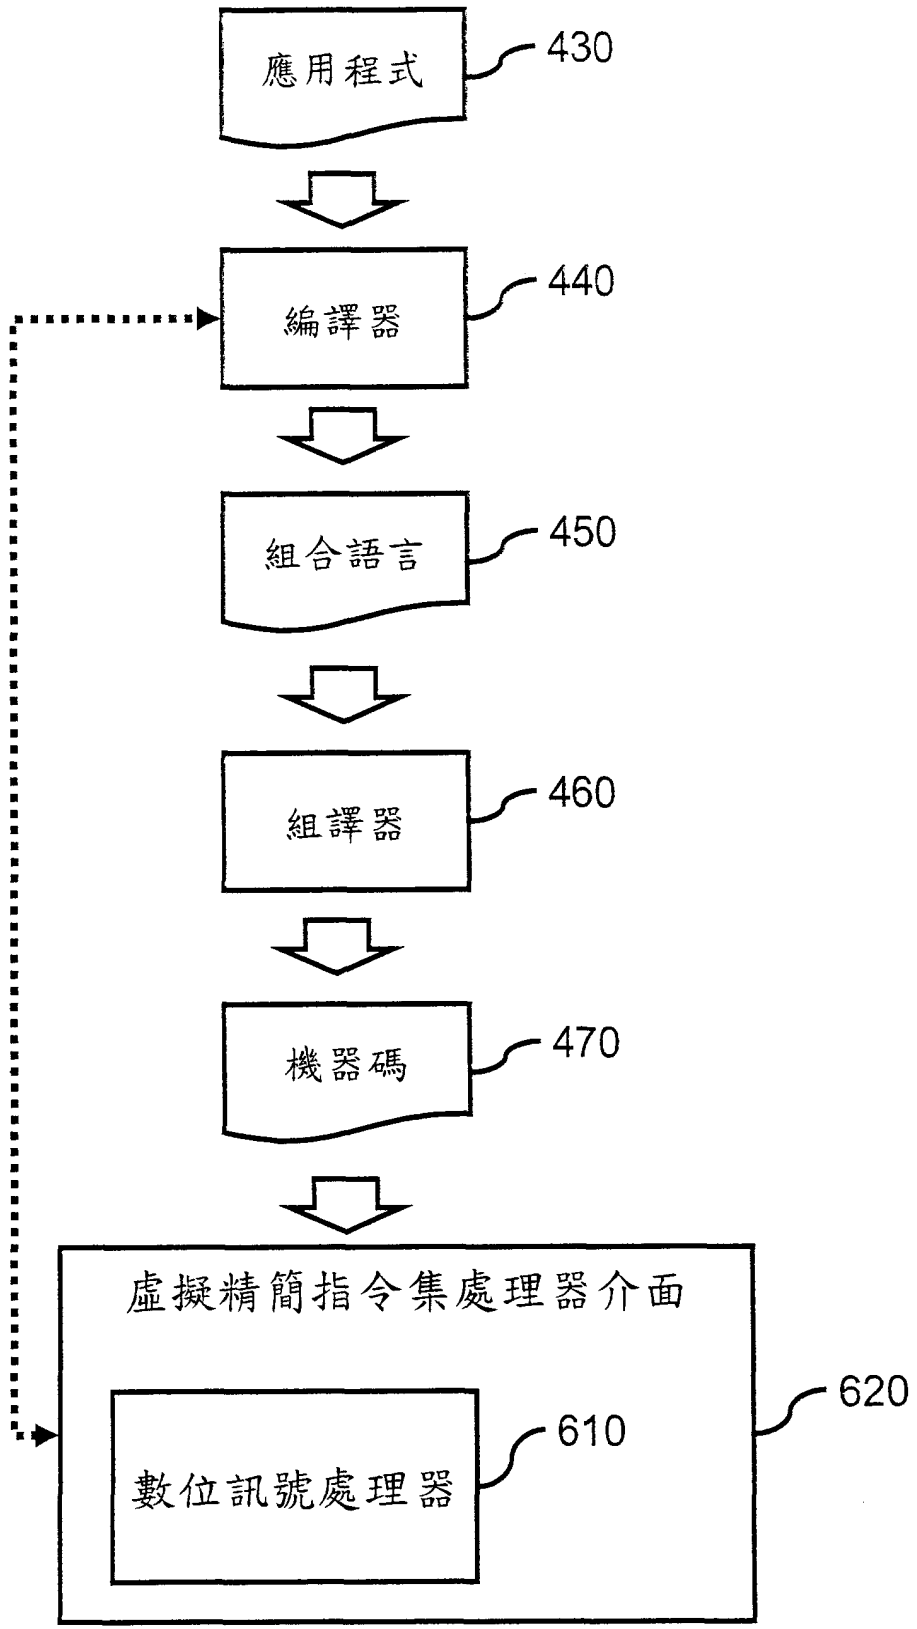 應用程式
430
編譯器
440
組合語言
450
組譯器
460
機器碼
470
虛擬精簡指令集處理器介面
620
數位訊號處理器
610